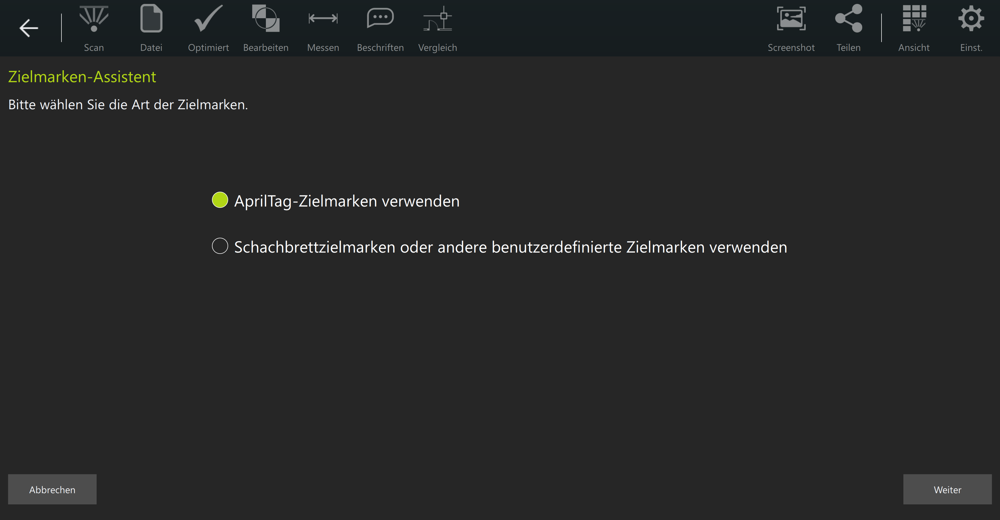 Scan
Datei
Optimiert
Bearbeiten
Messen
Beschriften
Vergleich
Screenshot
Teilen
Ansicht
Einst.
Zielmarken-Assistent
Bitte wählen Sie die Art der Zielmarken.
AprilTag-Zielmarken verwenden
Schachbrettzielmarken oder andere benutzerdefinierte Zielmarken verwenden
Abbrechen
Weiter